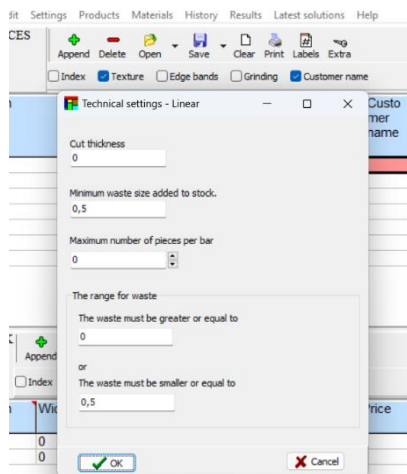 dit Settings Products Materials History Results Latest solutions Help
CES
Append Delete Open Save Clear Print Labels Extra
Index Texture Edge bands Grinding Customer name
Technical settings - Linear
Custo
mer
name
Cut thickness
0
Minimum waste size added to stock.
0,5
Maximum number of pieces per bar
0
The range for waste
The waste must be greater or equal to
0
or
The waste must be smaller or equal to
0,5
Append
Index
Wid
Price
0
0
OK Cancel